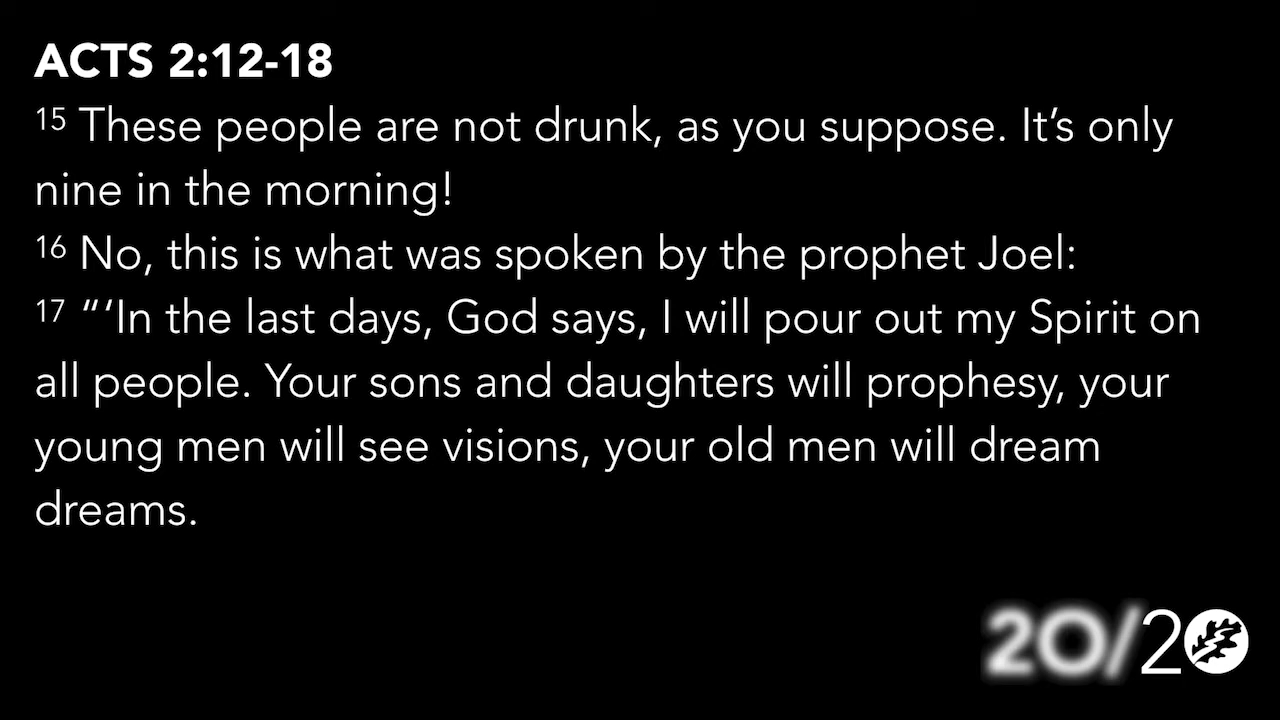 ACTS 2:12-18
15 These people are not drunk, as you suppose. It’s only
nine in the morning!
16 No, this is what was spoken by the prophet Joel:
17 “‘In the last days, God says, I will pour out my Spirit on
all people. Your sons and daughters will prophesy, your
young men will see visions, your old men will dream
dreams.
20/20